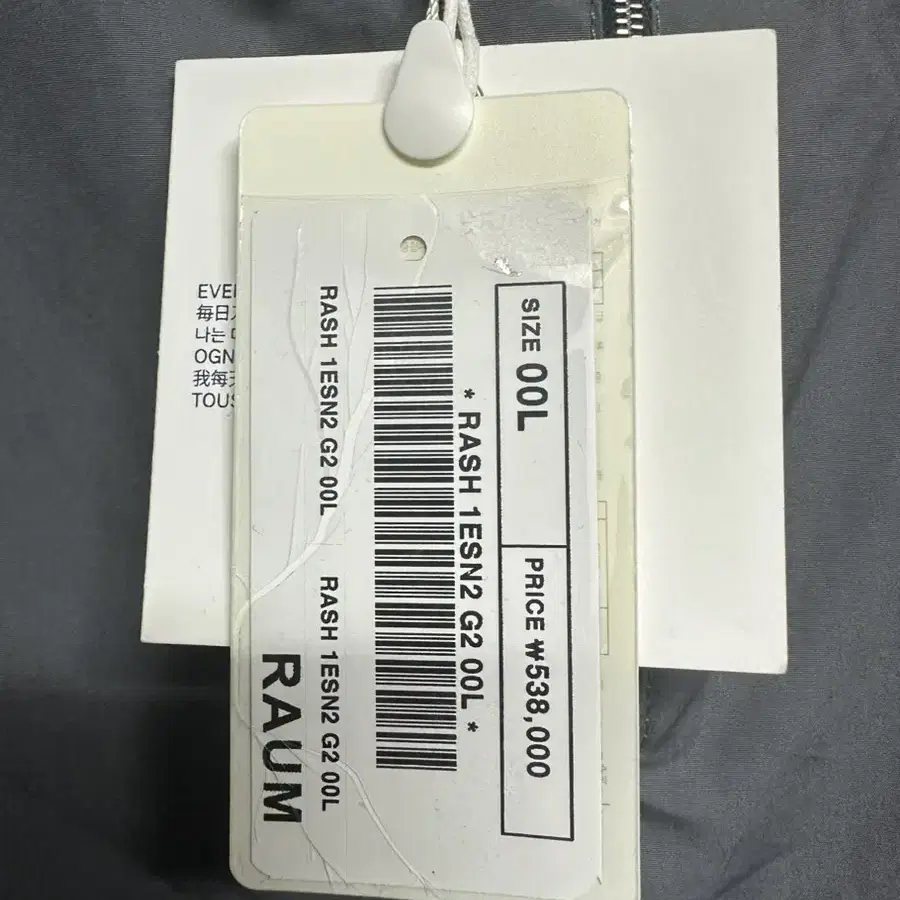 SIZE 00L
PRICE ₩538,000
* RASH 1ESN2 G2 00L *
RASH 1ESN2 G2 00L
RASH 1ESN2 G2 00L
RAUM
每日
나는
OGN
我每天
TOUS